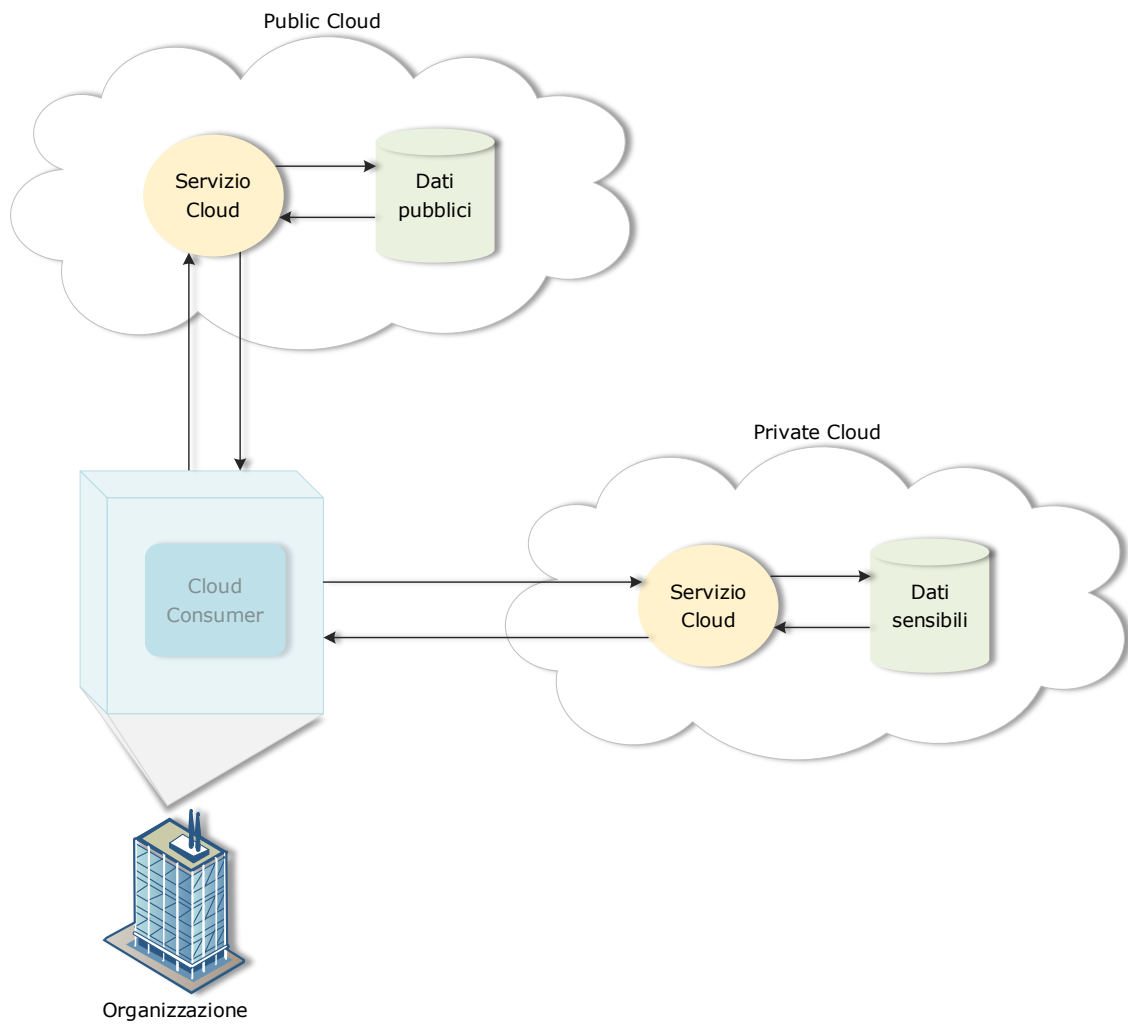 Public Cloud
Servizio
Cloud
Dati
pubblici
Private Cloud
Cloud
Consumer
Servizio
Cloud
Dati
sensibili
Organizzazione